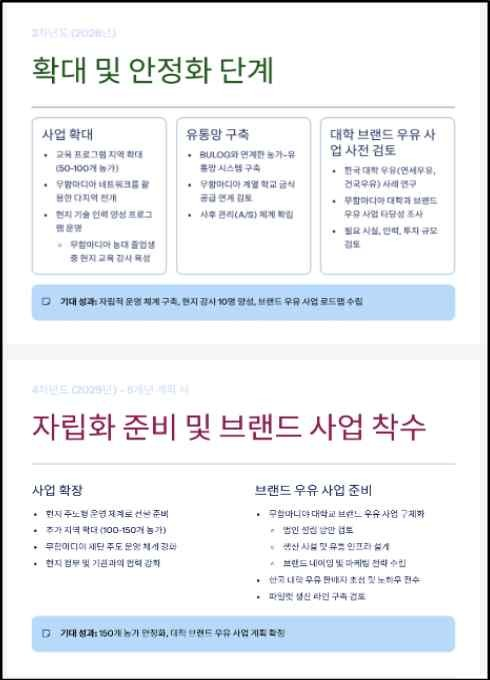 3차년도 (2028년)
확대 및 안정화 단계
사업 확대
교육 프로그램 지역 확대
(50-100개 농가)
무함마디아 네트워크를 활
용한 다지역 전개
현지 기술 인력 양성 프로그
램 운영
무함마디아 농대 졸업생
중 현지 교육 강사 육성
유통망 구축
BULOG와 연계한 농가-유
통망 시스템 구축
무함마디아 계열 학교 급식
공급 연계 검토
사후 관리(A/S) 체계 확립
대학 브랜드 우유 사
업 사전 검토
한국 대학 우유(연세우유,
건국우유) 사례 연구
무함마디아 대학과 브랜드
우유 사업 타당성 조사
필요 시설, 인력, 투자 규모
검토
기대 성과: 자립적 운영 체계 구축, 현지 강사 10명 양성, 브랜드 우유 사업 로드맵 수립
4차년도 (2029년) - 5개년 계획 시
자립화 준비 및 브랜드 사업 착수
사업 확장
현지 주도형 운영 체계로 전환 준비
추가 지역 확대 (100-150개 농가)
무함마디아 재단 주도 운영 체계 강화
현지 정부 및 기관과의 협력 강화
브랜드 우유 사업 준비
무함마디아 대학교 브랜드 우유 사업 구체화
법인 설립 방안 검토
생산 시설 및 유통 인프라 설계
브랜드 네이밍 및 마케팅 전략 수립
한국 대학 우유 전문가 초청 및 노하우 전수
파일럿 생산 라인 구축 검토
기대 성과: 150개 농가 안정화, 대학 브랜드 우유 사업 계획 확정